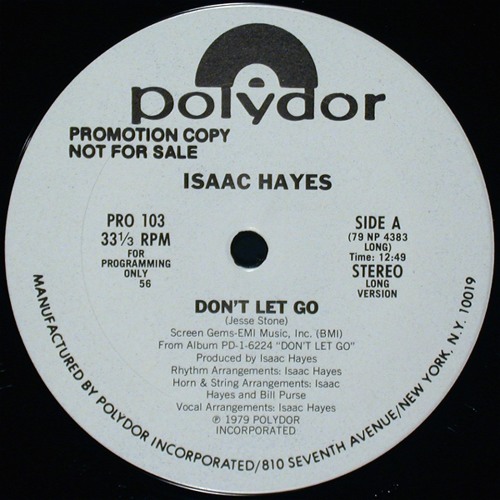 polydor
PROMOTION COPY
NOT FOR SALE
ISAAC HAYES
PRO 103
33⅓ RPM
FOR
PROGRAMMING
ONLY
56
SIDE A
(79 NP 4383
LONG)
Time: 12:49
STEREO
LONG
VERSION
DON'T LET GO
(Jesse Stone)
Screen Gems-EMI Music, Inc. (BMI)
From Album PD-1-6224 "DON'T LET GO"
Produced by Isaac Hayes
Rhythm Arrangements: Isaac Hayes
Horn & String Arrangements: Isaac
Hayes and Bill Purse
Vocal Arrangements: Isaac Hayes
℗ 1979 POLYDOR
INCORPORATED
MANUFACTURED BY POLYDOR INCORPORATED/810 SEVENTH AVENUE/NEW YORK, N.Y. 10019